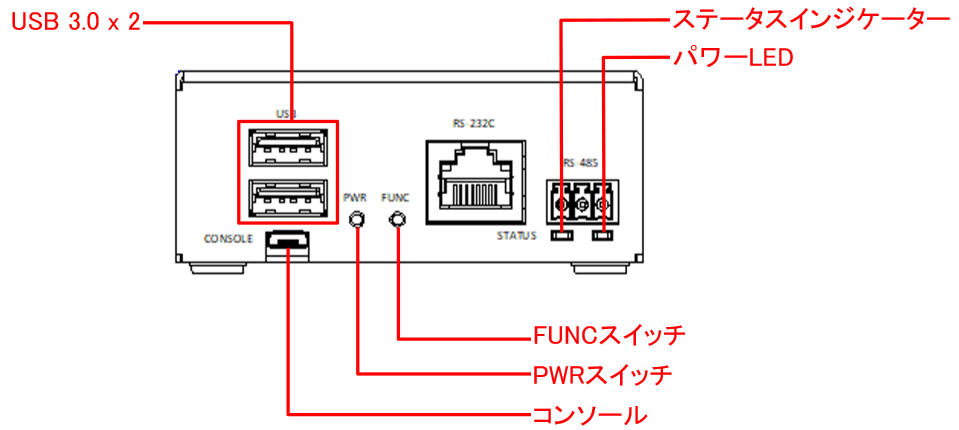 USB 3.0 x 2
ステータスインジケーター
パワーLED
USB
RS-232C
RS-485
PWR
FUNC
CONSOLE
STATUS
FUNCスイッチ
PWRスイッチ
コンソール